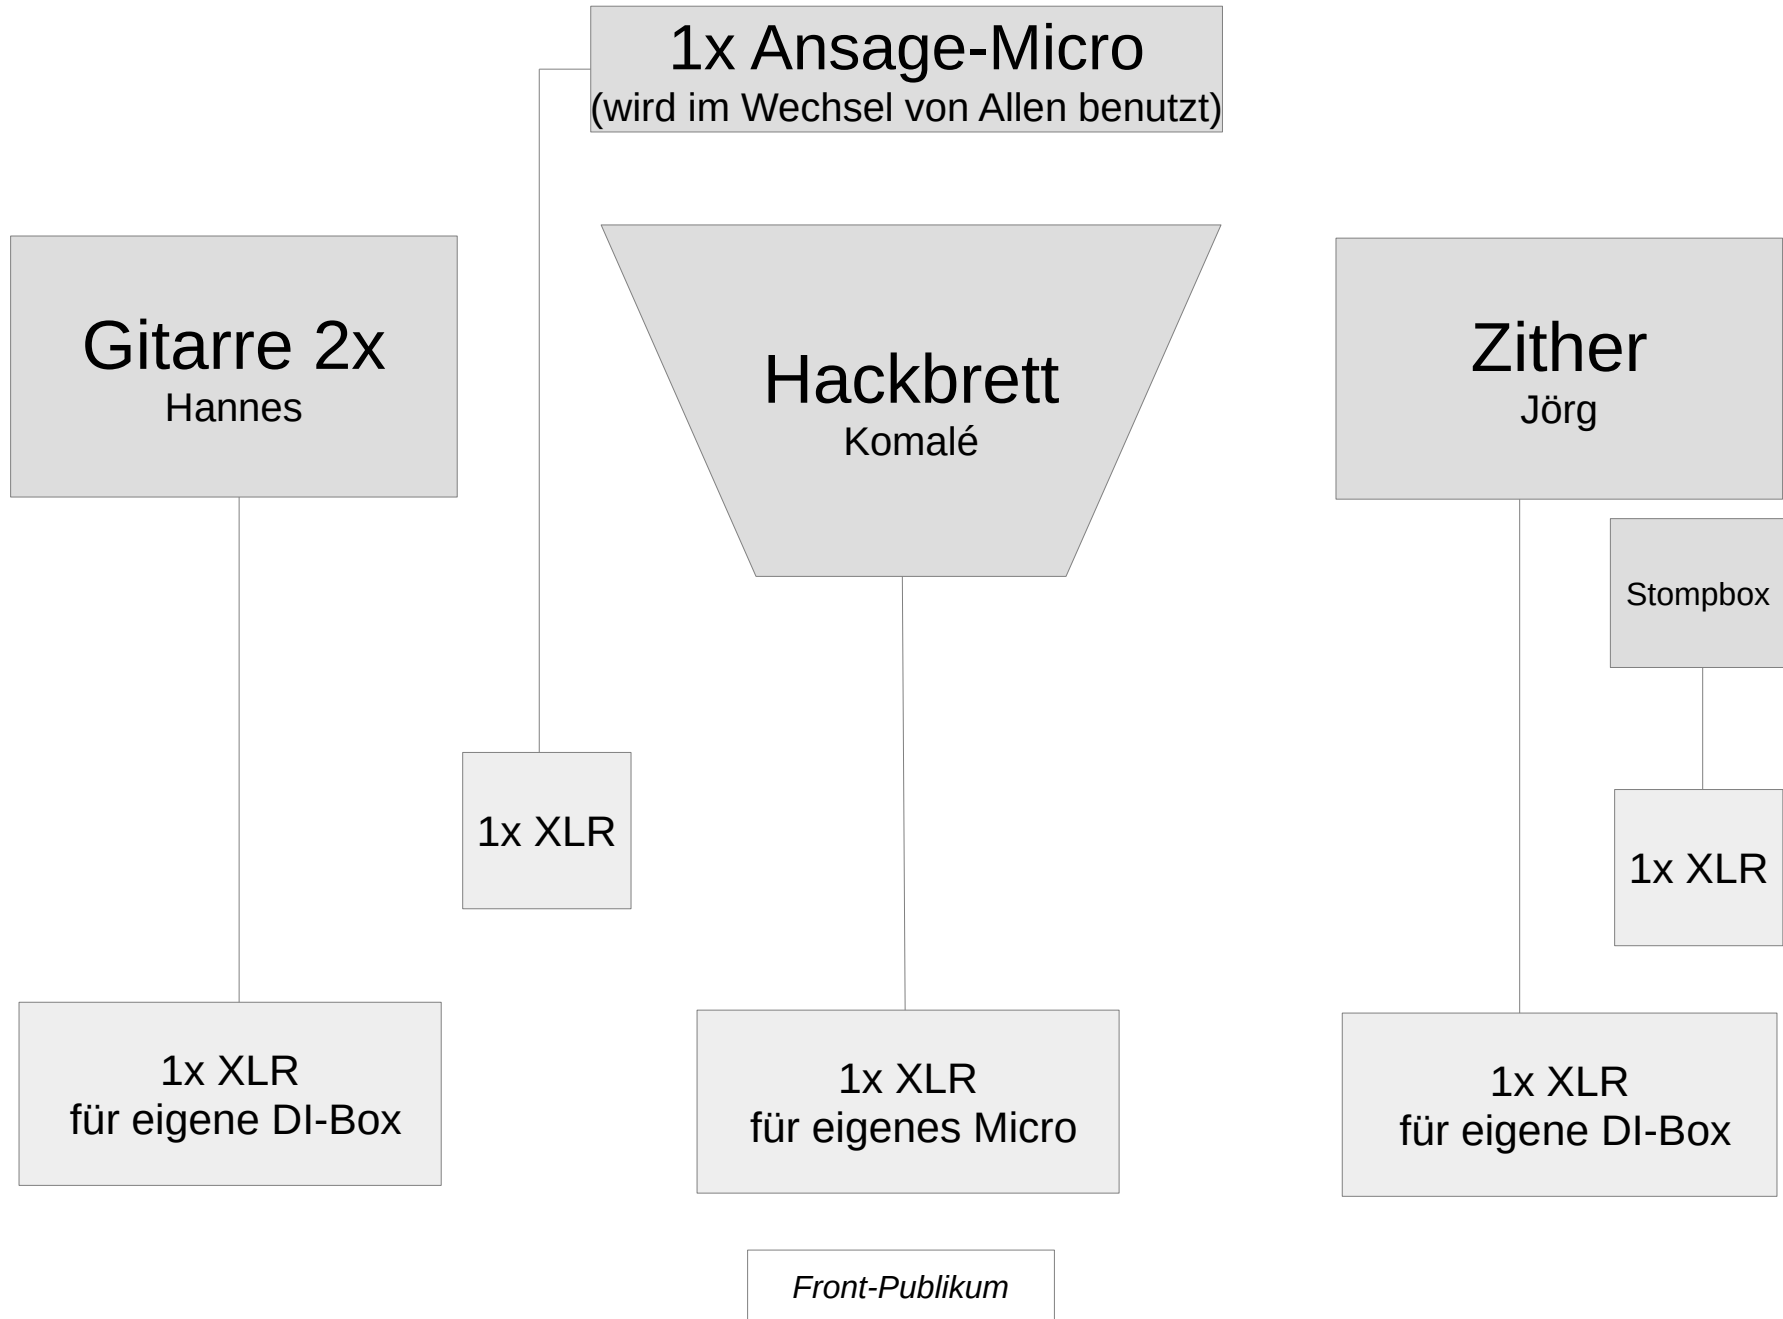 1x Ansage-Micro
(wird im Wechsel von Allen benutzt)
Gitarre 2x
Hannes
Hackbrett
Komalé
Zither
Jörg
Stompbox
1x XLR
1x XLR
1x XLR
für eigene DI-Box
1x XLR
für eigenes Micro
1x XLR
für eigene DI-Box
Front-Publikum